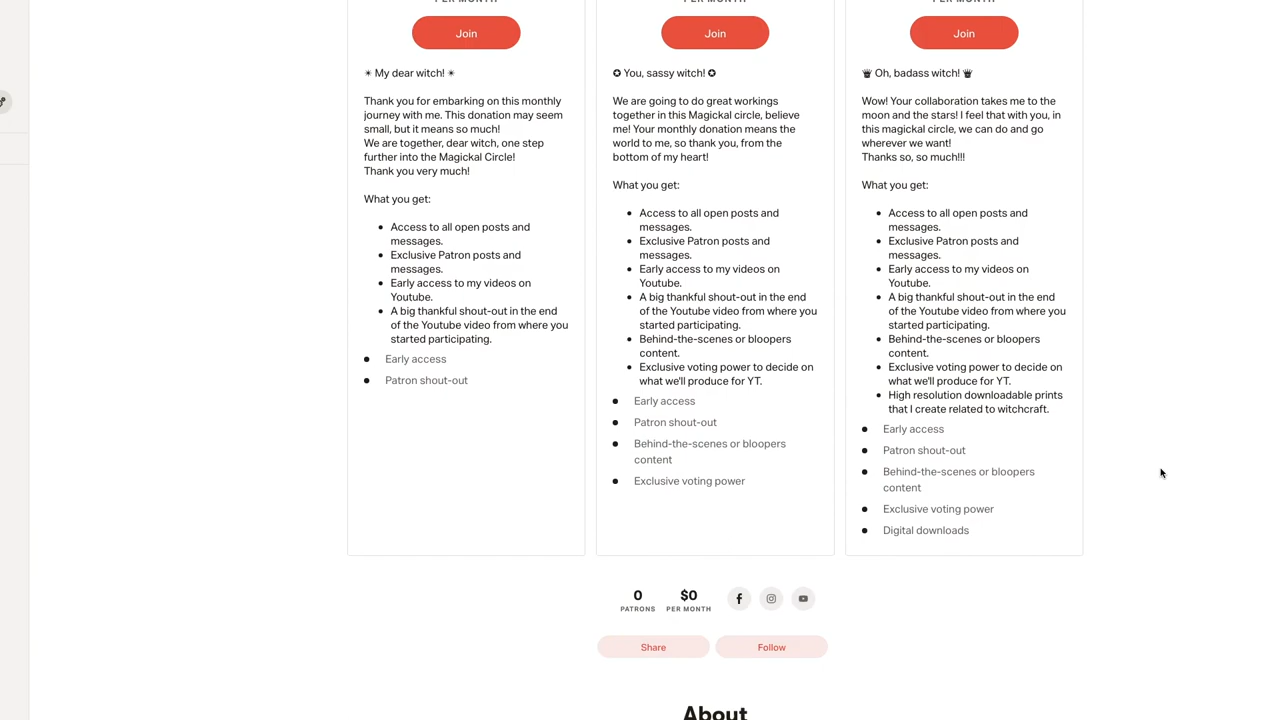 PER MONTH
Join
✴ My dear witch! ✴
Thank you for embarking on this monthly
journey with me. This donation may seem
small, but it means so much!
We are together, dear witch, one step
further into the Magickal Circle!
Thank you very much!
What you get:
Access to all open posts and
messages.
Exclusive Patron posts and
messages.
Early access to my videos on
Youtube.
A big thankful shout-out in the end
of the Youtube video from where you
started participating.
Early access
Patron shout-out
PER MONTH
Join
✪ You, sassy witch! ✪
We are going to do great workings
together in this Magickal circle, believe
me! Your monthly donation means the
world to me, so thank you, from the
bottom of my heart!
What you get:
Access to all open posts and
messages.
Exclusive Patron posts and
messages.
Early access to my videos on
Youtube.
A big thankful shout-out in the end
of the Youtube video from where you
started participating.
Behind-the-scenes or bloopers
content.
Exclusive voting power to decide on
what we'll produce for YT.
Early access
Patron shout-out
Behind-the-scenes or bloopers
content
Exclusive voting power
PER MONTH
Join
♛ Oh, badass witch! ♛
Wow! Your collaboration takes me to the
moon and the stars! I feel that with you, in
this magickal circle, we can do and go
wherever we want!
Thanks so, so much!!!
What you get:
Access to all open posts and
messages.
Exclusive Patron posts and
messages.
Early access to my videos on
Youtube.
A big thankful shout-out in the end
of the Youtube video from where you
started participating.
Behind-the-scenes or bloopers
content.
Exclusive voting power to decide on
what we'll produce for YT.
High resolution downloadable prints
that I create related to witchcraft.
Early access
Patron shout-out
Behind-the-scenes or bloopers
content
Exclusive voting power
Digital downloads
0 $0
PATRONS PER MONTH
Share Follow
About